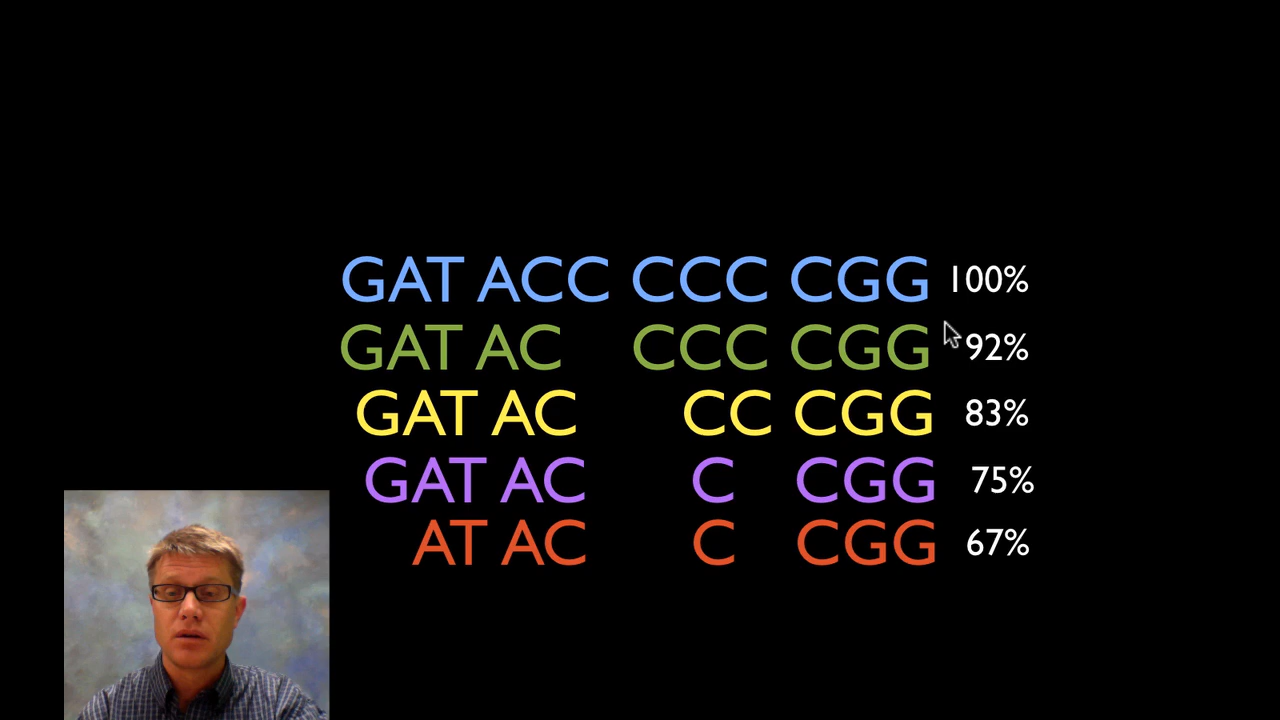 GAT ACC CCC CGG 100%
GAT AC CCC CGG 92%
GAT AC CC CGG 83%
GAT AC C CGG 75%
AT AC C CGG 67%